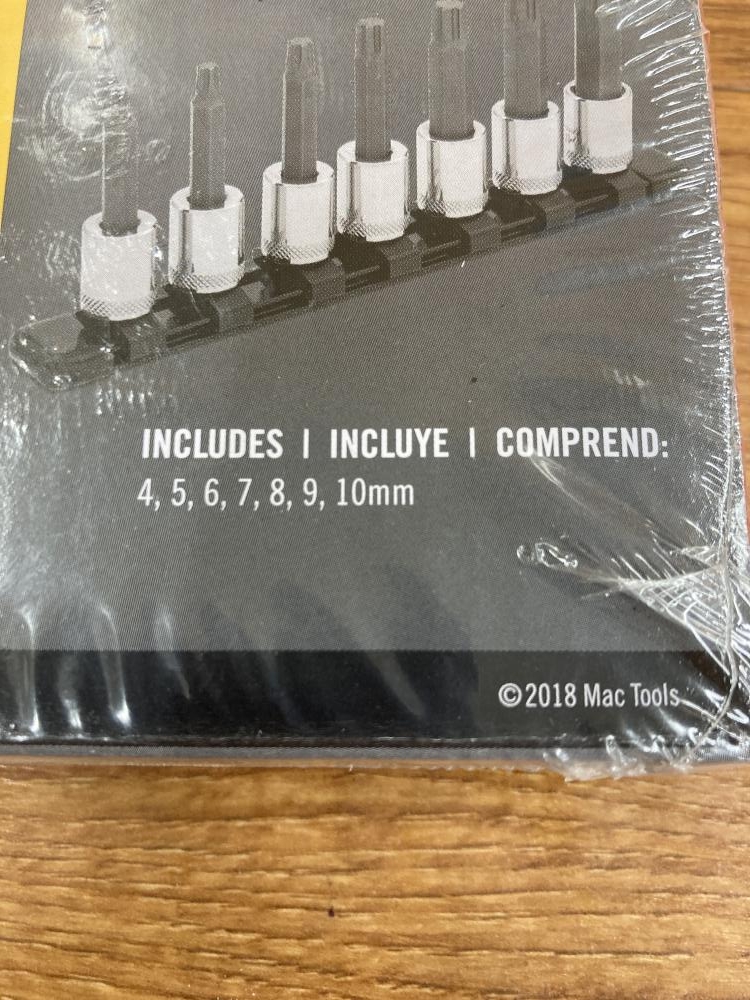 INCLUDES | INCLUYE | COMPREND:
4, 5, 6, 7, 8, 9, 10mm
©2018 Mac Tools